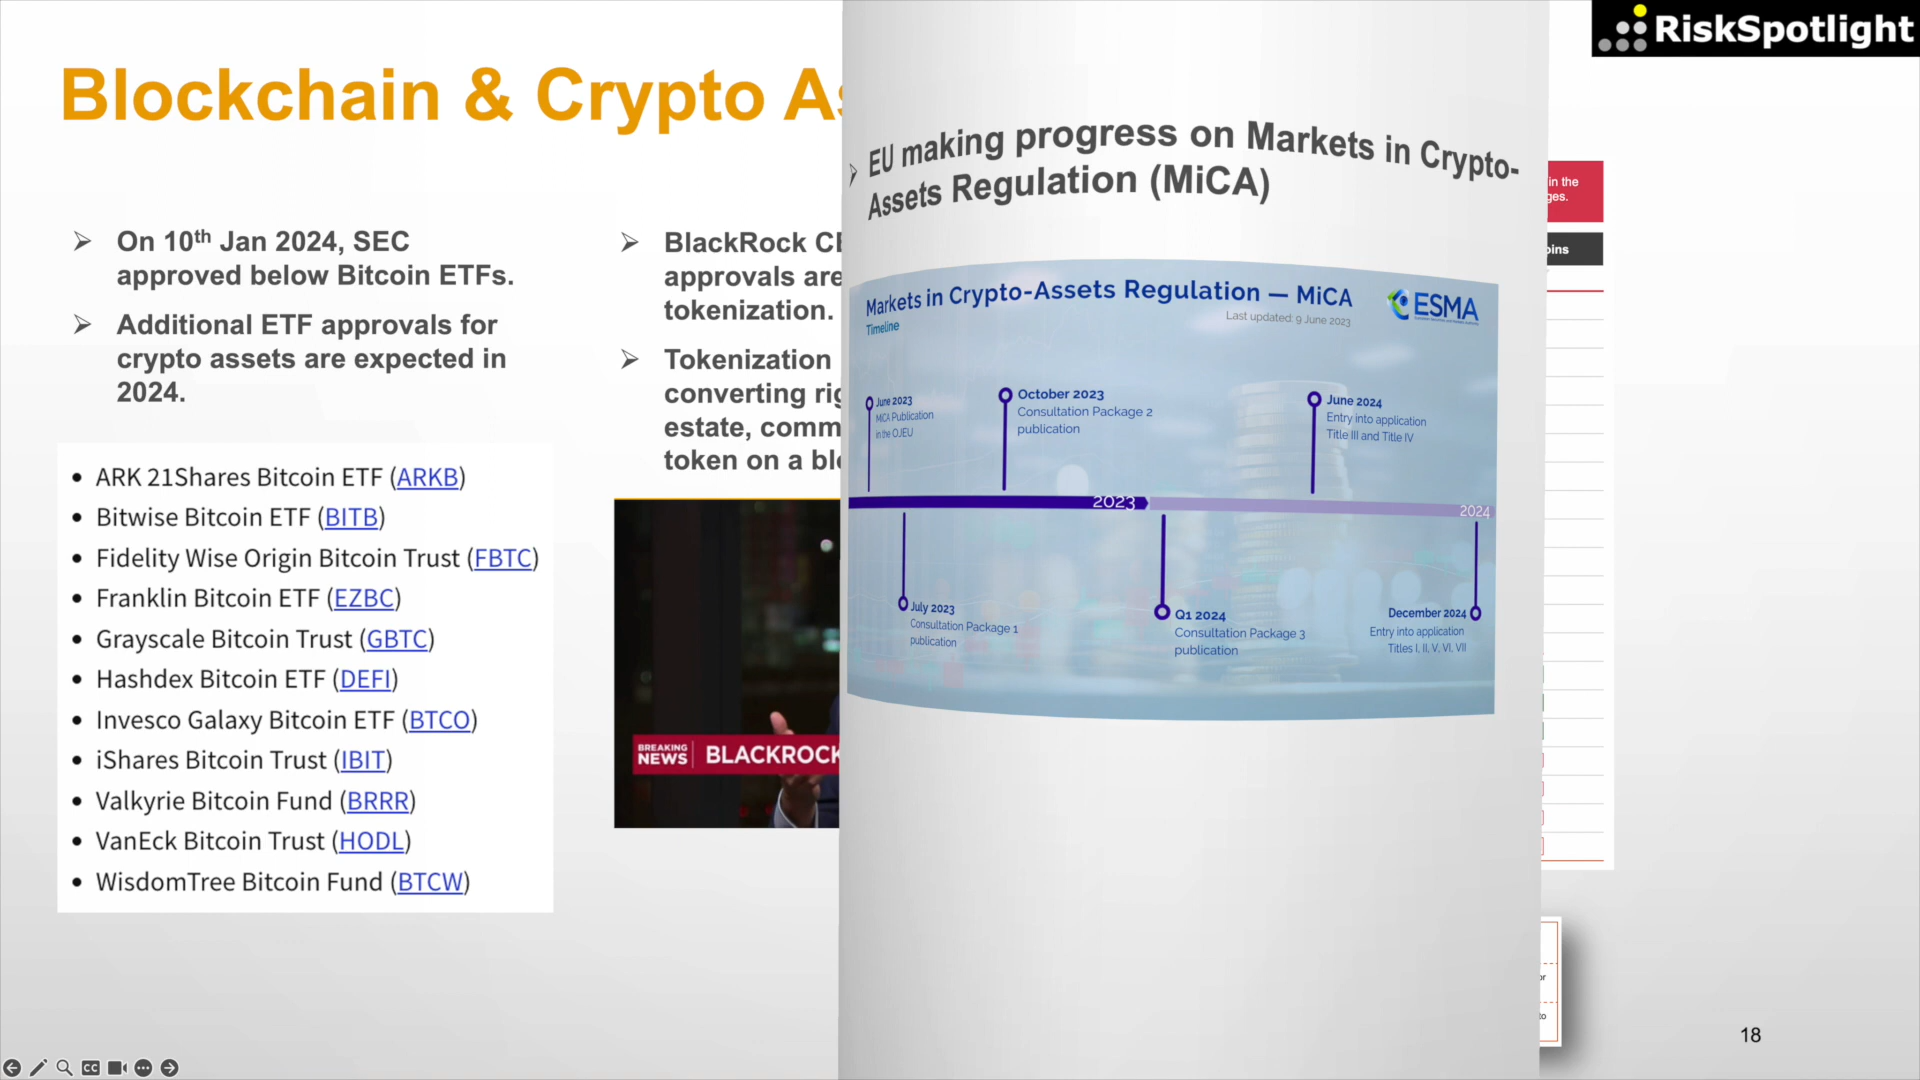 RiskSpotlight
Blockchain & Crypto As
On 10th Jan 2024, SEC
approved below Bitcoin ETFs.
Additional ETF approvals for
crypto assets are expected in
2024.
ARK 21Shares Bitcoin ETF (ARKB)
Bitwise Bitcoin ETF (BITB)
Fidelity Wise Origin Bitcoin Trust (FBTC)
Franklin Bitcoin ETF (EZBC)
Grayscale Bitcoin Trust (GBTC)
Hashdex Bitcoin ETF (DEFI)
Invesco Galaxy Bitcoin ETF (BTCO)
iShares Bitcoin Trust (IBIT)
Valkyrie Bitcoin Fund (BRRR)
VanEck Bitcoin Trust (HODL)
WisdomTree Bitcoin Fund (BTCW)
BlackRock CE
approvals are
tokenization.
Tokenization
converting rig
estate, comm
token on a blo
BREAKING
NEWS
BLACKROCK
EU making progress on Markets in Crypto-
Assets Regulation (MiCA)
Markets in Crypto-Assets Regulation — MiCA
Timeline
Last updated: 9 June 2023
ESMA
June 2023
MiCA Publication
in the OJEU
October 2023
Consultation Package 2
publication
June 2024
Entry into application
Title III and Title IV
2023
2024
July 2023
Consultation Package 1
publication
Q1 2024
Consultation Package 3
publication
December 2024
Entry into application
Titles I, II, V, VI, VII
in the
ges.
oins
or
to
18
CC